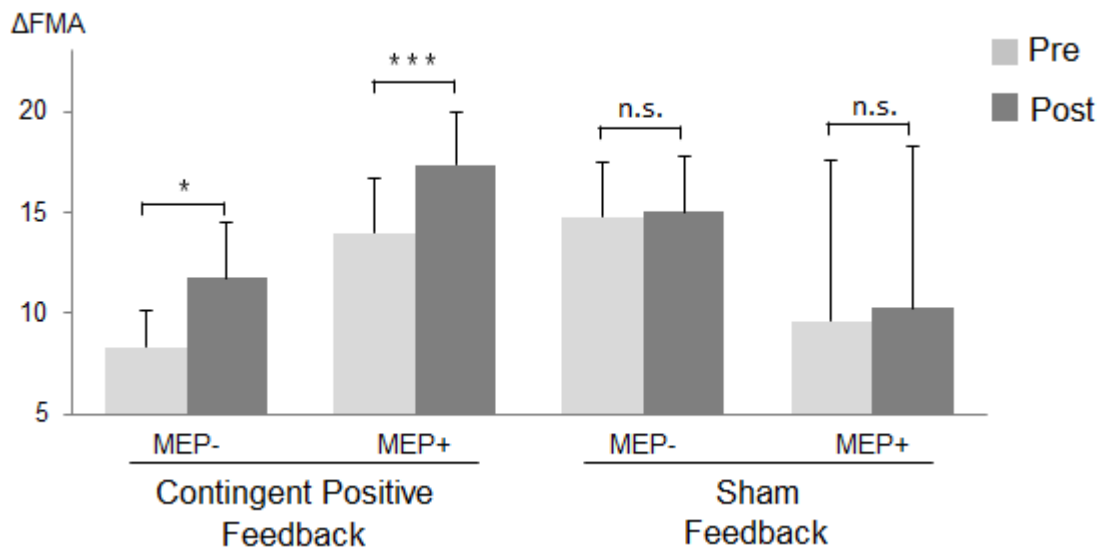 ΔFMA
Pre
Post
***
n.s.
n.s.
*
20
15
10
5
MEP-
MEP+
MEP-
MEP+
Contingent Positive
Feedback
Sham
Feedback